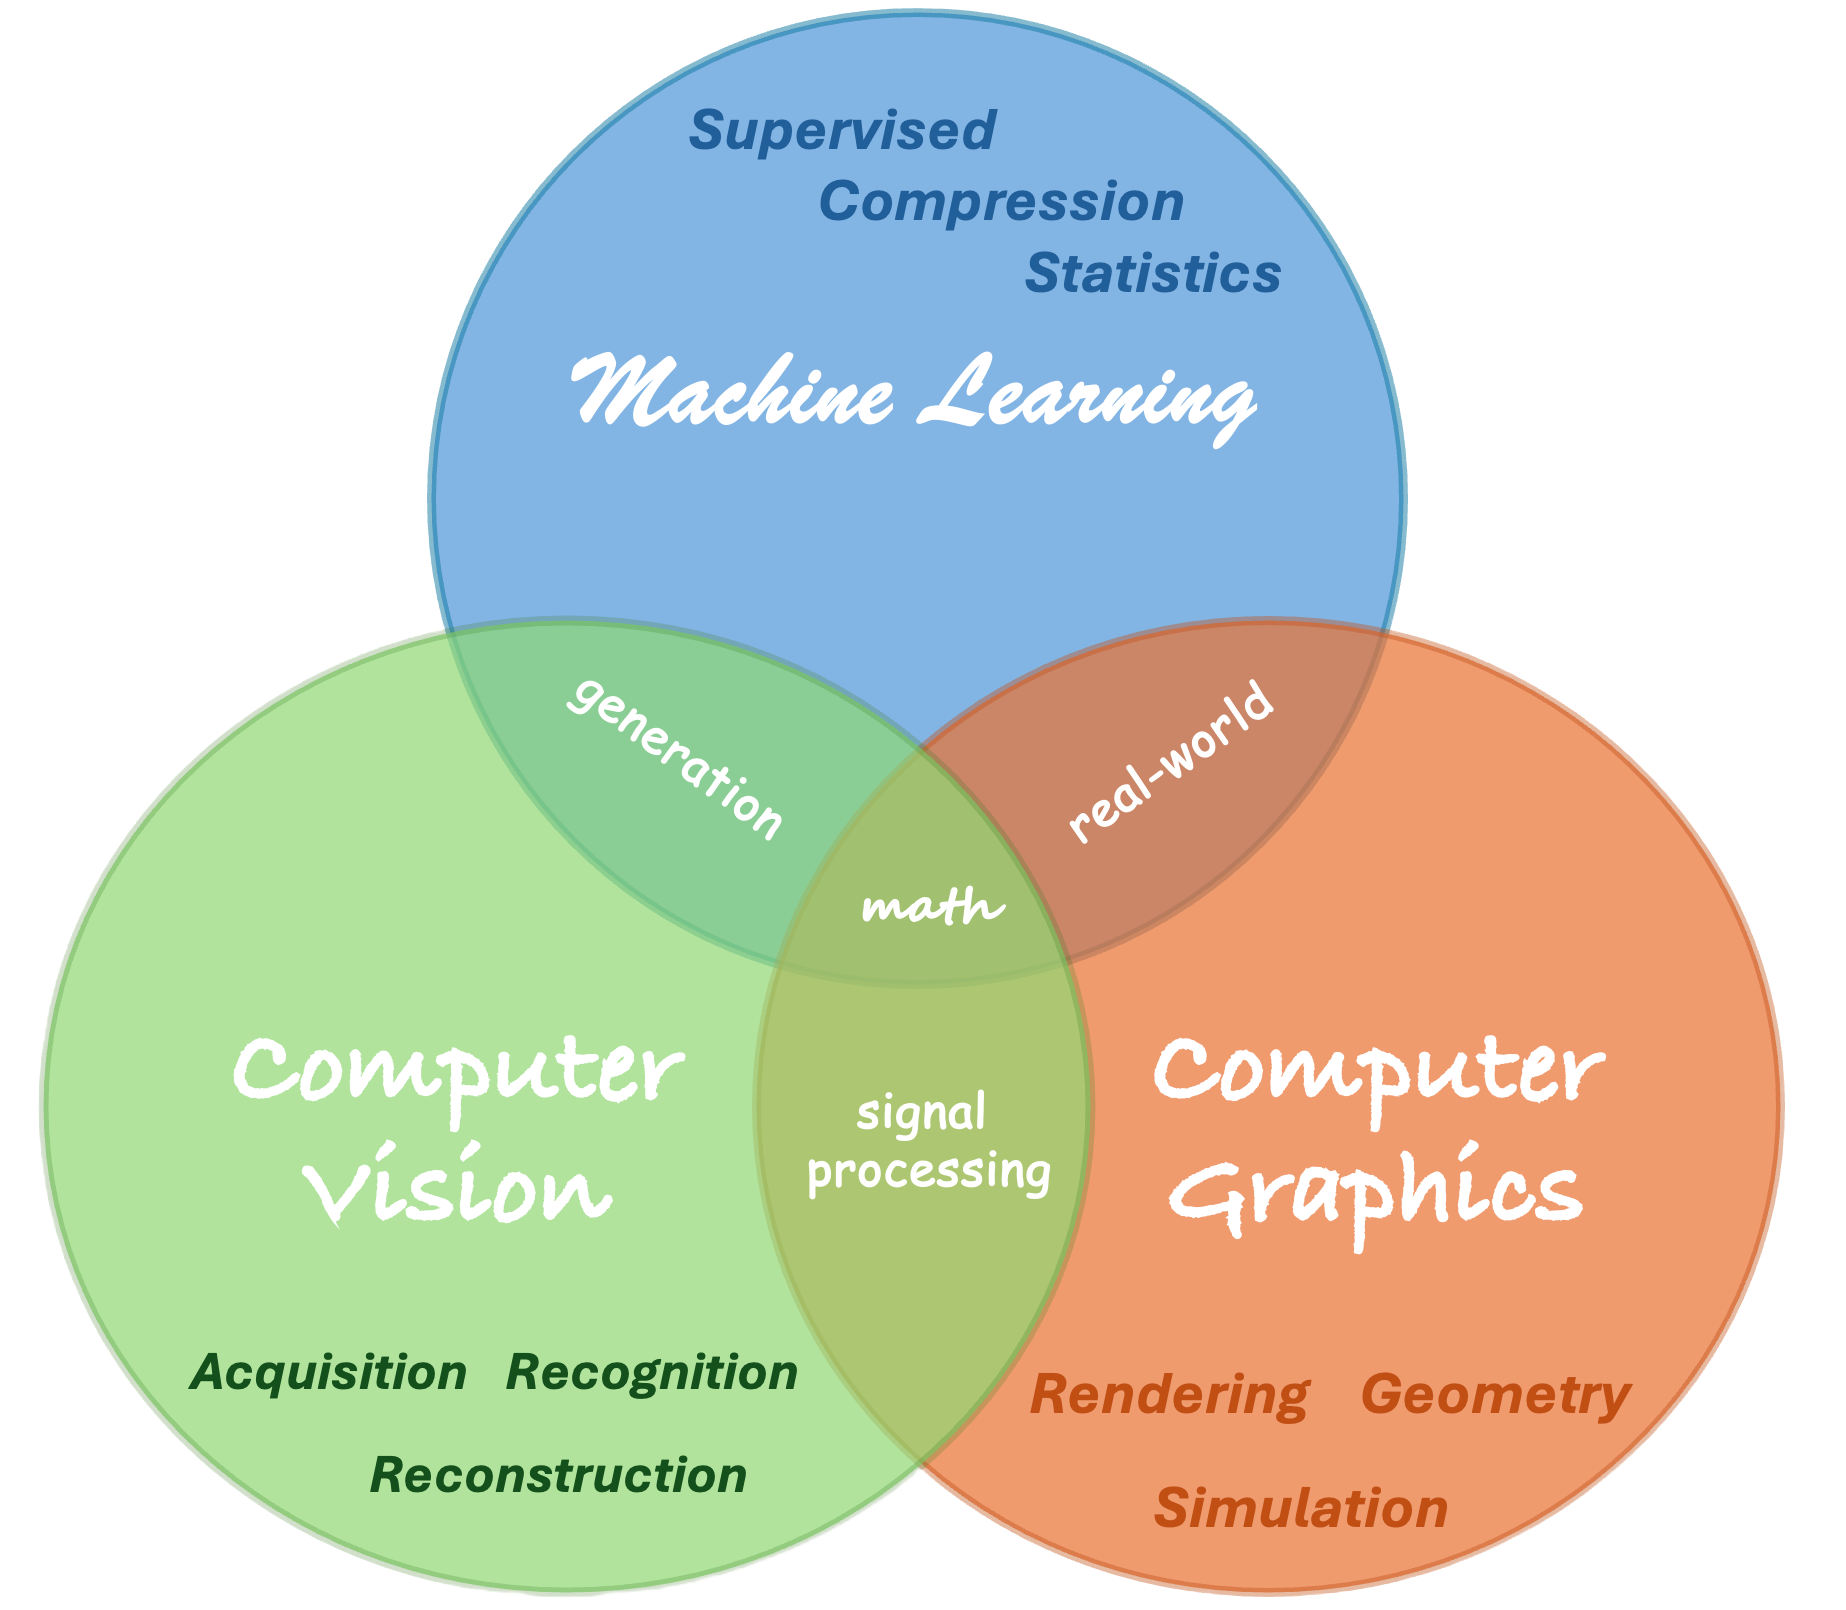 Supervised
Compression
Statistics
Machine Learning
generation
real-world
math
Computer
Vision
signal
processing
Computer
Graphics
Acquisition Recognition
Reconstruction
Rendering Geometry
Simulation